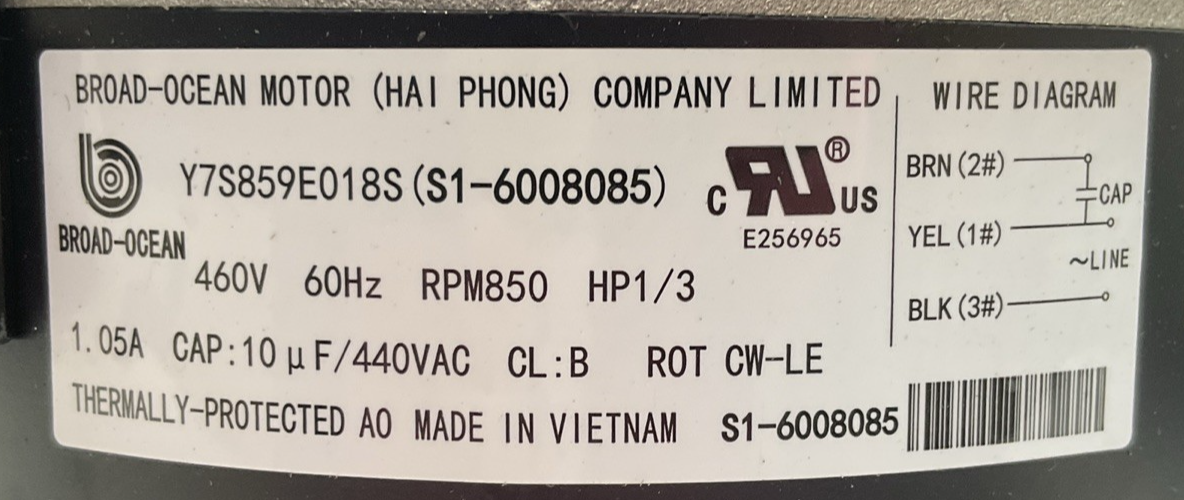 BROAD-OCEAN MOTOR (HAI PHONG) COMPANY LIMITED
BROAD-OCEAN
Y7S859E018S (S1-6008085)
C RU® US
E256965
460V 60Hz RPM850 HP1/3
1.05A CAP:10μF/440VAC CL:B ROT CW-LE
THERMALLY-PROTECTED AO MADE IN VIETNAM S1-6008085
WIRE DIAGRAM
BRN (2#)
CAP
YEL (1#)
~LINE
BLK (3#)